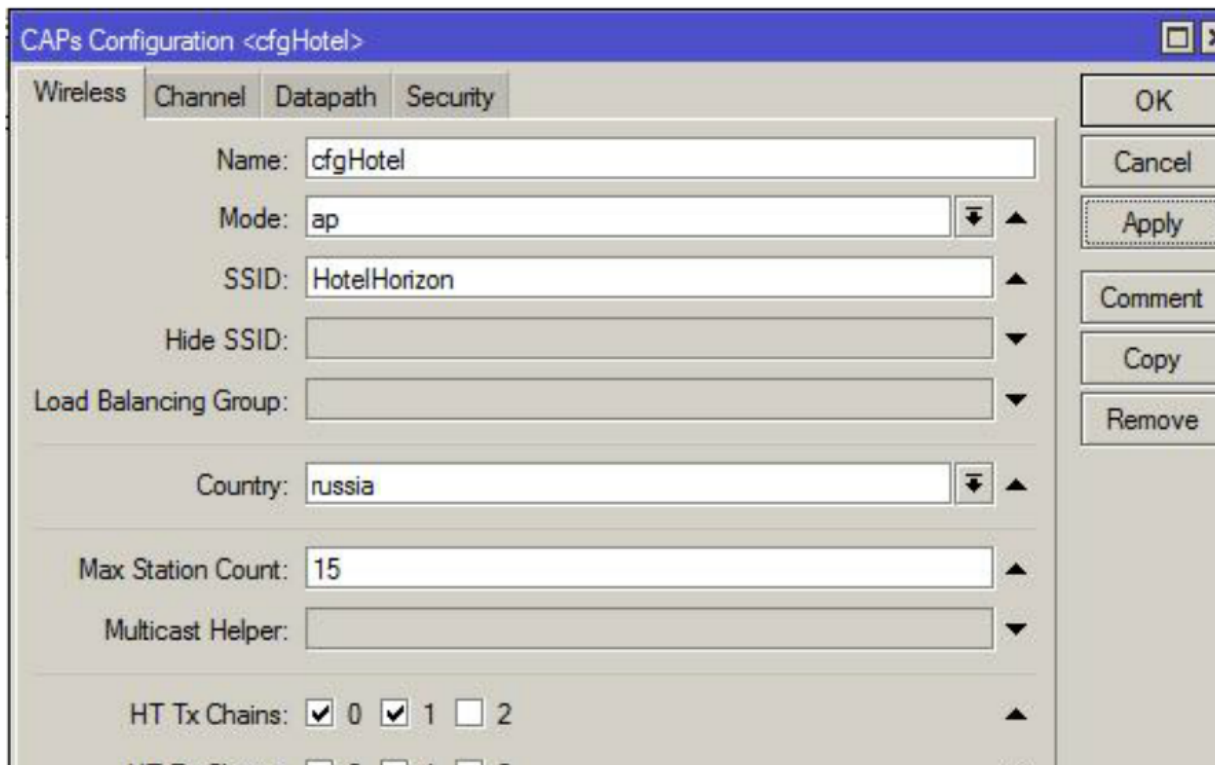 CAPs Configuration <cfgHotel>
Wireless Channel Datapath Security
Name: cfgHotel
Mode: ap
SSID: HotelHorizon
Hide SSID:
Load Balancing Group:
Country: russia
Max Station Count: 15
Multicast Helper:
HT Tx Chains: 0 1 2
OK
Cancel
Apply
Comment
Copy
Remove